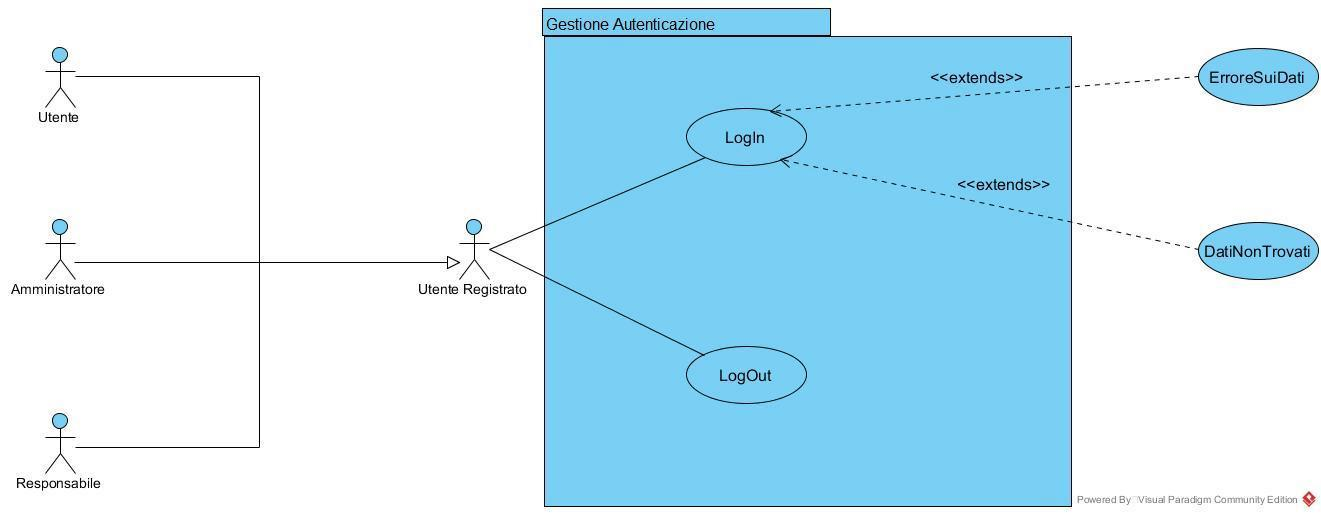 Gestione Autenticazione
Utente
Amministratore
Responsabile
Utente Registrato
LogIn
LogOut
<<extends>>
<<extends>>
ErroreSuiDati
DatiNonTrovati
Powered By Visual Paradigm Community Edition